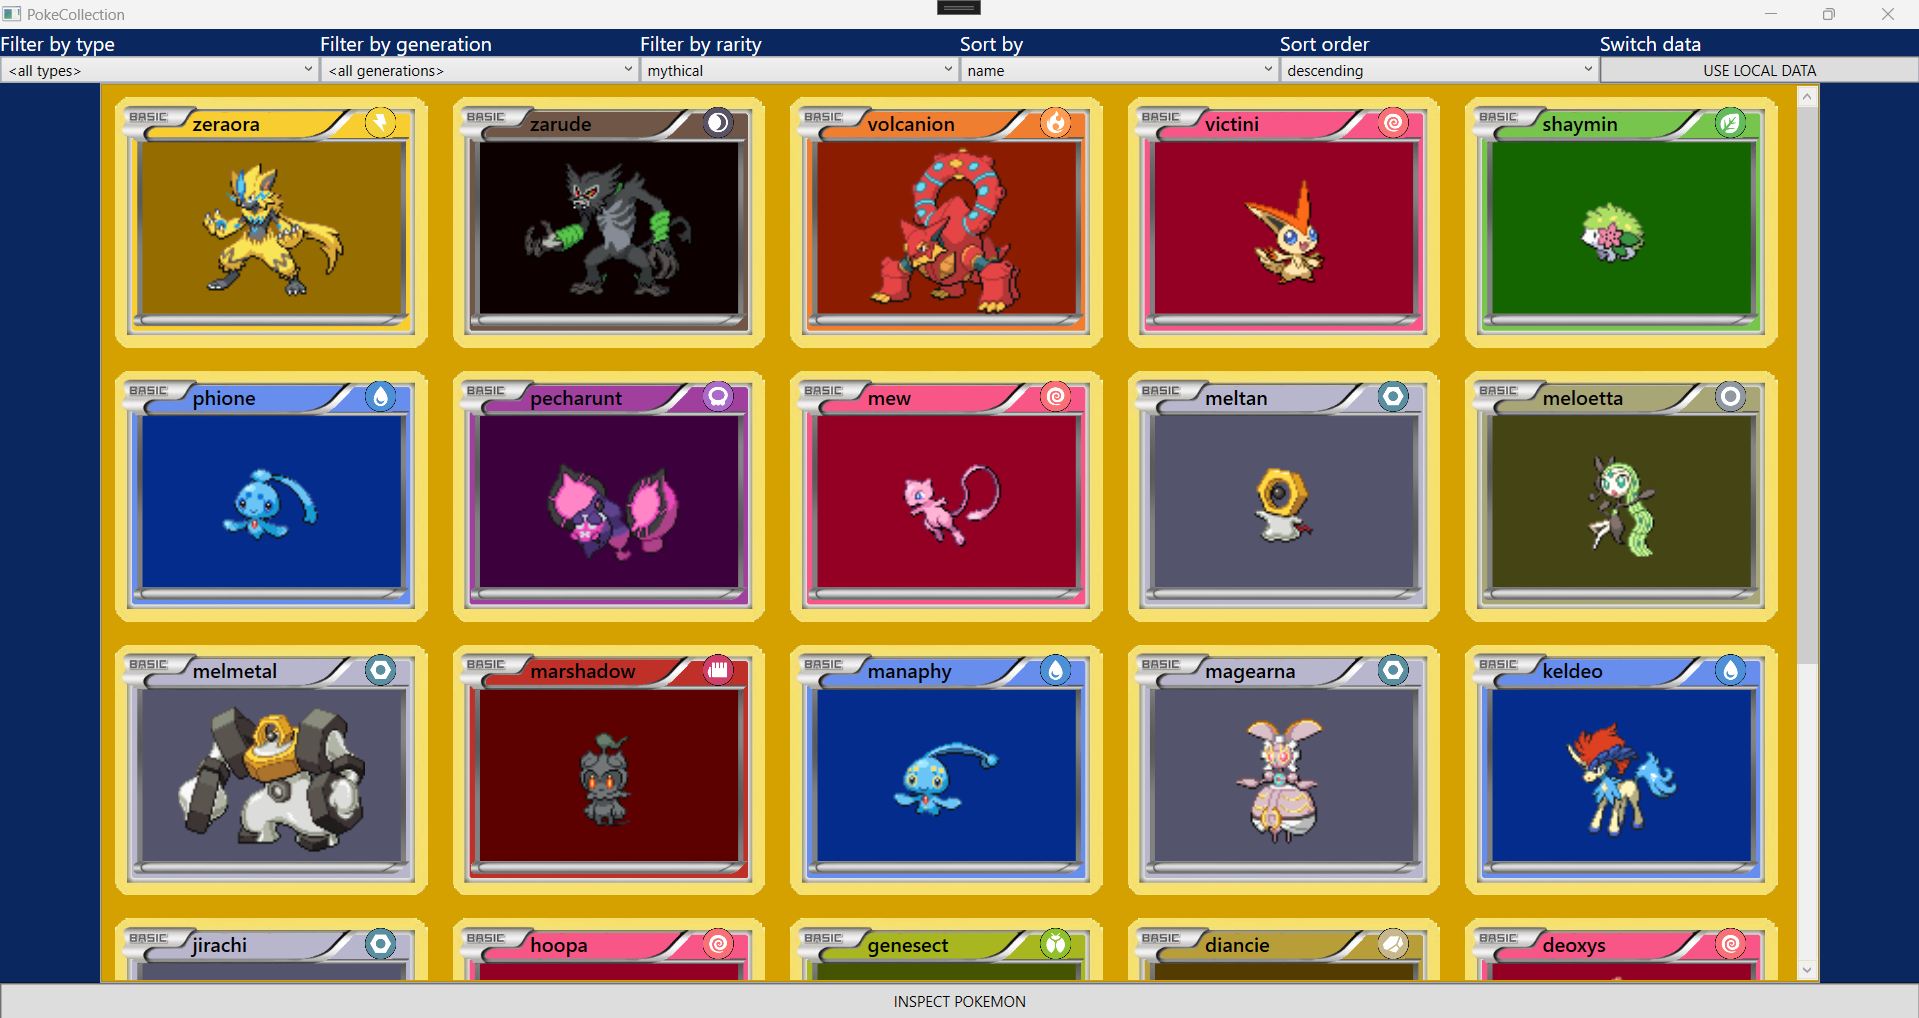 PokeCollection
Filter by type Filter by generation Filter by rarity Sort by Sort order Switch data
<all types> <all generations> mythical name descending USE LOCAL DATA
BASIC zeraora BASIC zarude BASIC volcanion BASIC victini BASIC shaymin
BASIC phione BASIC pecharunt BASIC mew BASIC meltan BASIC meloetta
BASIC melmetal BASIC marshadow BASIC manaphy BASIC magearna BASIC keldeo
BASIC jirachi BASIC hoopa BASIC genesect BASIC diancie BASIC deoxys
INSPECT POKEMON